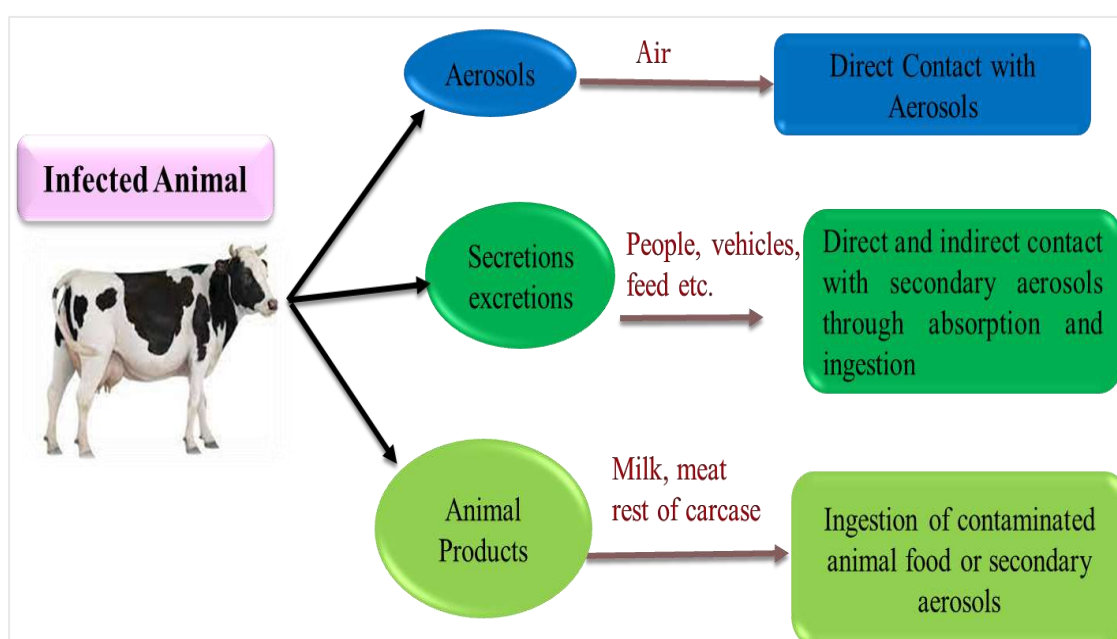 Infected Animal
Aerosols
Air
Direct Contact with
Aerosols
Secretions
excretions
People, vehicles,
feed etc.
Direct and indirect contact
with secondary aerosols
through absorption and
ingestion
Animal
Products
Milk, meat
rest of carcase
Ingestion of contaminated
animal food or secondary
aerosols